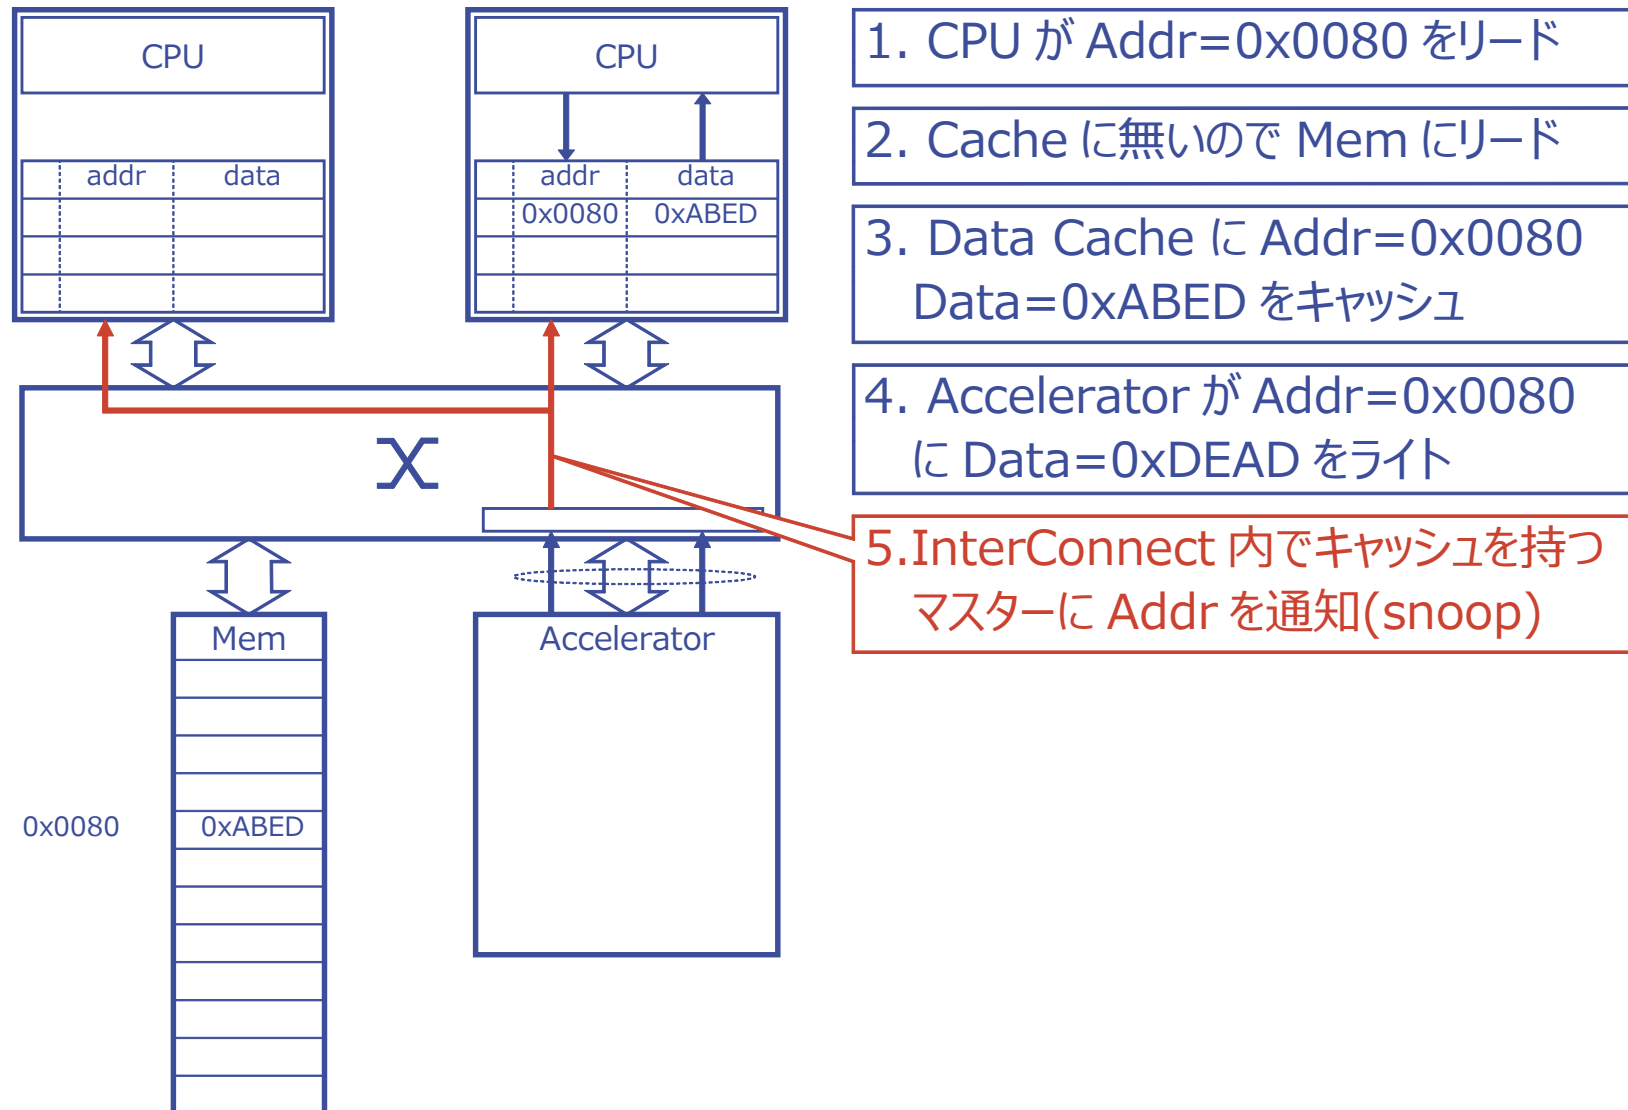 CPU
CPU
addr data
addr data
0x0080 0xABED
Mem
Accelerator
0x0080 0xABED
1. CPU が Addr=0x0080 をリード
2. Cache に無いので Mem にリード
3. Data Cache に Addr=0x0080
Data=0xABED をキャッシュ
4. Accelerator が Addr=0x0080
に Data=0xDEAD をライト
5.InterConnect 内でキャッシュを持つ
マスターに Addr を通知(snoop)